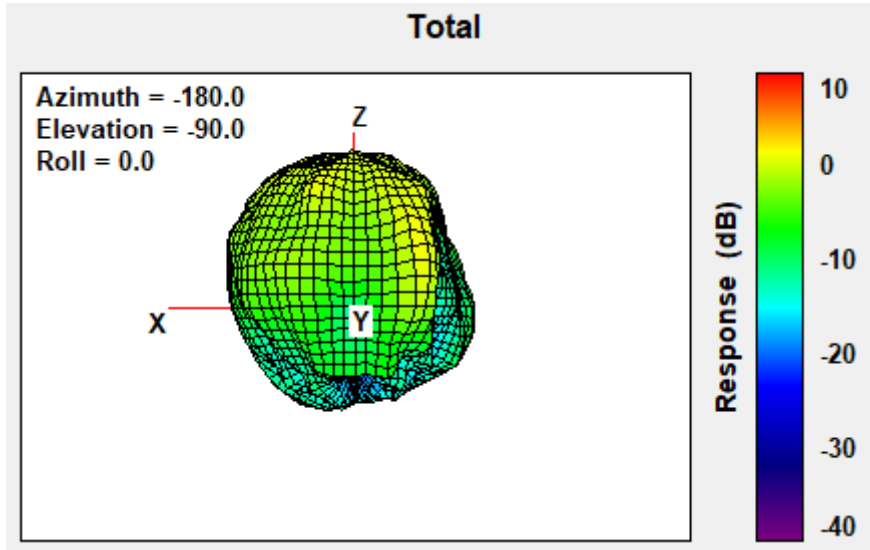 Total
Azimuth = -180.0
Elevation = -90.0
Roll = 0.0
Z
X
Y
10
0
-10
-20
-30
-40
Response (dB)